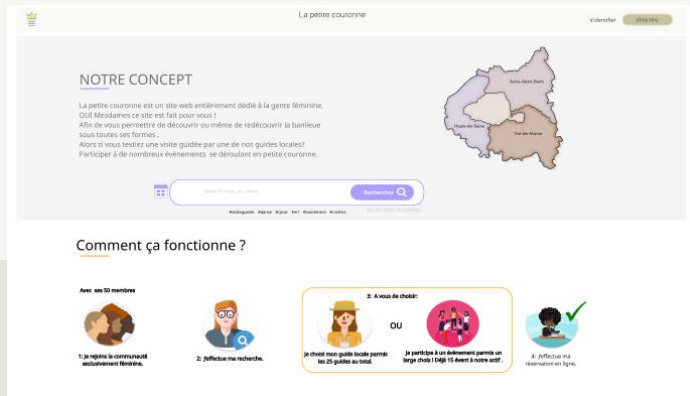 La petite couronne
s'identifier
s'inscrire
NOTRE CONCEPT
La petite couronne est un site web entièrement dédié à la gente féminine,
OUI Mesdames ce site est fait pour vous !
Afin de vous permettre de découvrir ou même de redécouvrir la banlieue
sous toutes ses formes .
Alors si vous testiez une visite guidée par une de nos guides locales?
Participer à de nombreux événements se déroulant en petite couronne.
Seine-Saint-Denis
Hauts-de-Seine
Val-de-Marne
Rechercher
Comment ça fonctionne ?
Avec ses 50 membres
1: je rejoins la communauté
exclusivement féminine.
2: J'effectue ma recherche.
3: A vous de choisir:
OU
Je choisi mon guide locale parmis
les 25 guides au total.
Je participe à un événement parmis un
large choix ! Déjà 15 évent à notre actif .
4: J'effectue ma
réservation en ligne.